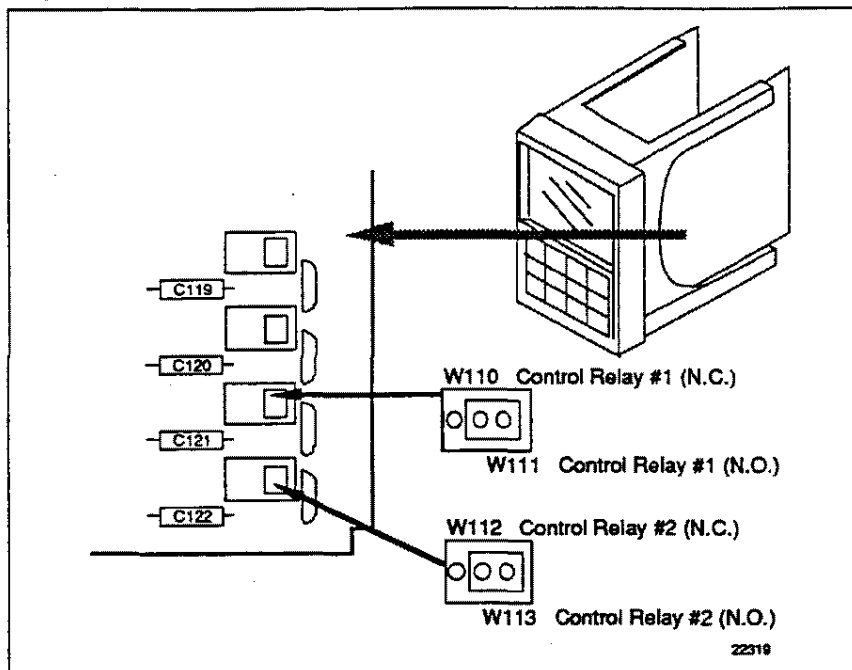 C119
C120
C121
C122
W110 Control Relay #1 (N.C.)
W111 Control Relay #1 (N.O.)
W112 Control Relay #2 (N.C.)
W113 Control Relay #2 (N.O.)
22319